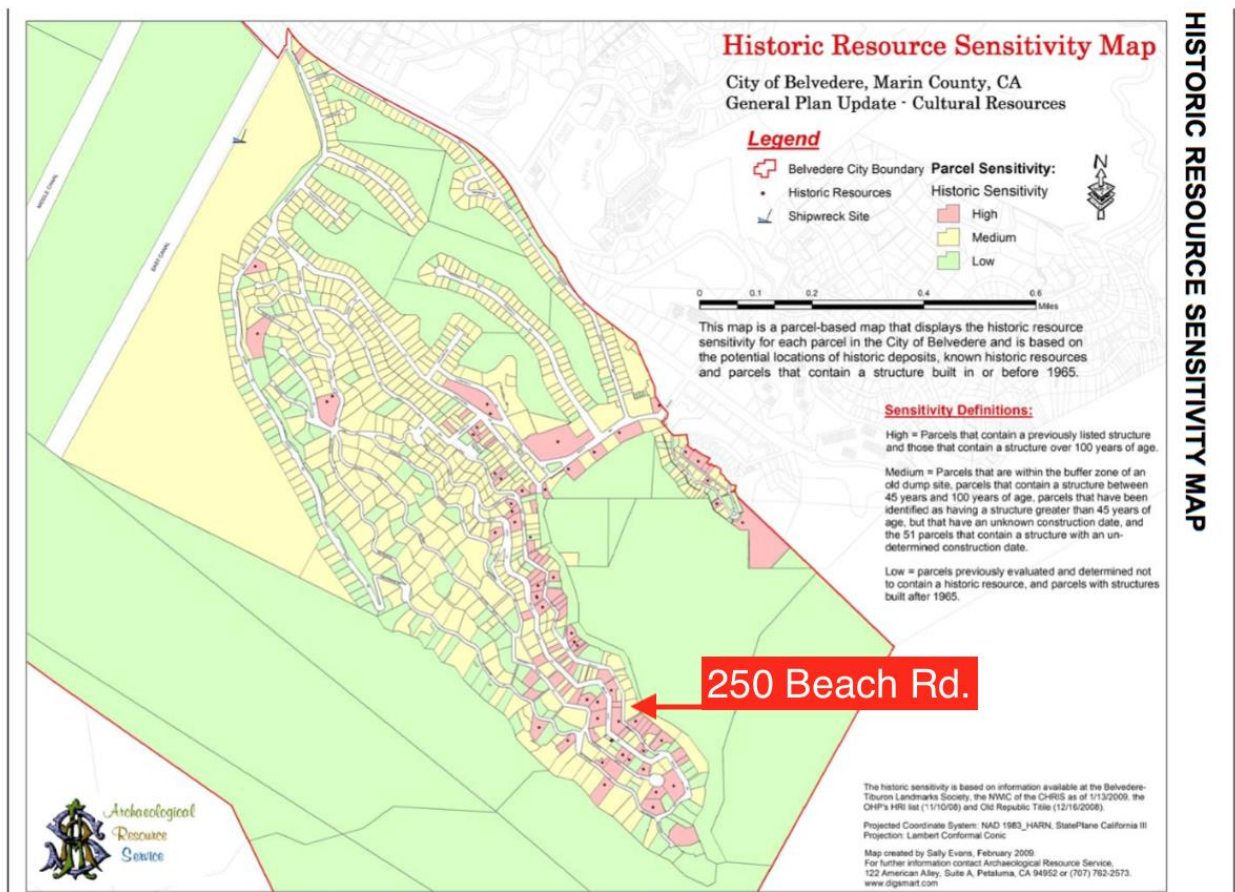 Historic Resource Sensitivity Map
City of Belvedere, Marin County, CA
General Plan Update - Cultural Resources
Legend
Belvedere City Boundary
Historic Resources
Shipwreck Site
Parcel Sensitivity:
Historic Sensitivity
High
Medium
Low
N
0 0.1 0.2 0.4 0.6
Miles
This map is a parcel-based map that displays the historic resource
sensitivity for each parcel in the City of Belvedere and is based on
the potential locations of historic deposits, known historic resources
and parcels that contain a structure built in or before 1965.
Sensitivity Definitions:
High = Parcels that contain a previously listed structure
and those that contain a structure over 100 years of age.
Medium = Parcels that are within the buffer zone of an
old dump site, parcels that contain a structure between
45 years and 100 years of age, parcels that have been
identified as having a structure greater than 45 years of
age, but that have an unknown construction date, and
the 51 parcels that contain a structure with an un-
determined construction date.
Low = parcels previously evaluated and determined not
to contain a historic resource, and parcels with structures
built after 1965.
MIDDLE CANAL
EAST CANAL
250 Beach Rd.
The historic sensitivity is based on information available at the Belvedere-
Tiburon Landmarks Society, the NWIC of the CHRIS as of 1/13/2009, the
OHP's HRI list (11/10/08) and Old Republic Title (12/16/2008).
Projected Coordinate System: NAD 1983_HARN, StatePlane California III
Projection: Lambert Conformal Conic
Map created by Sally Evans, February 2009.
For further information contact Archaeological Resource Service,
122 American Alley, Suite A, Petaluma, CA 94952 or (707) 762-2573.
www.digsmart.com
Archaeological
Resource
Service
HISTORIC RESOURCE SENSITIVITY MAP